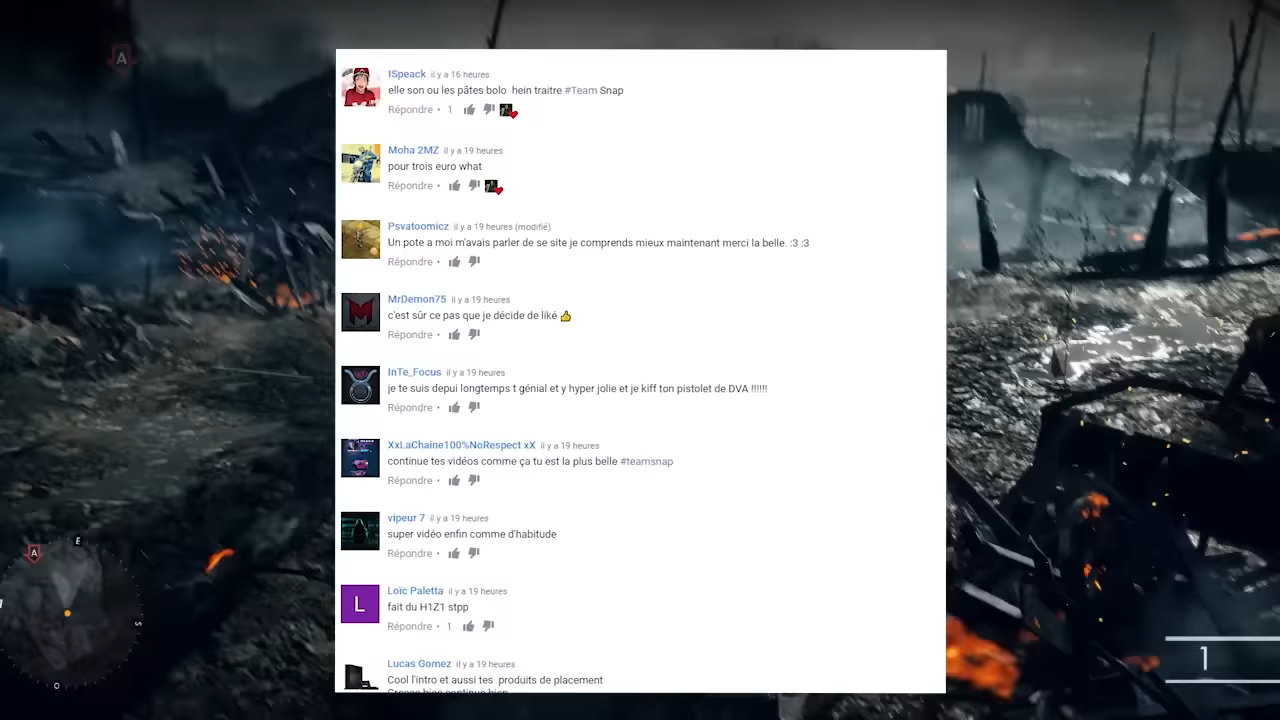 A
ISpeack il y a 16 heures
elle son ou les pâtes bolo hein traitre #Team Snap
Répondre • 1
Moha 2MZ il y a 19 heures
pour trois euro what
Répondre •
Psvatoomicz il y a 19 heures (modifié)
Un pote a moi m'avais parler de se site je comprends mieux maintenant merci la belle. :3 :3
Répondre •
MrDemon75 il y a 19 heures
c'est sûr ce pas que je décide de liké 👍
Répondre •
InTe_Focus il y a 19 heures
je te suis depui longtemps t génial et y hyper jolie et je kiff ton pistolet de DVA !!!!!!
Répondre •
XxLaChaine100%NoRespect xX il y a 19 heures
continue tes vidéos comme ça tu est la plus belle #teamsnap
Répondre •
vipeur 7 il y a 19 heures
super vidéo enfin comme d'habitude
Répondre •
E
A
S
O
L
Loïc Paletta il y a 19 heures
fait du H1Z1 stpp
Répondre • 1
Lucas Gomez il y a 19 heures
Cool l'intro et aussi tes produits de placement
1